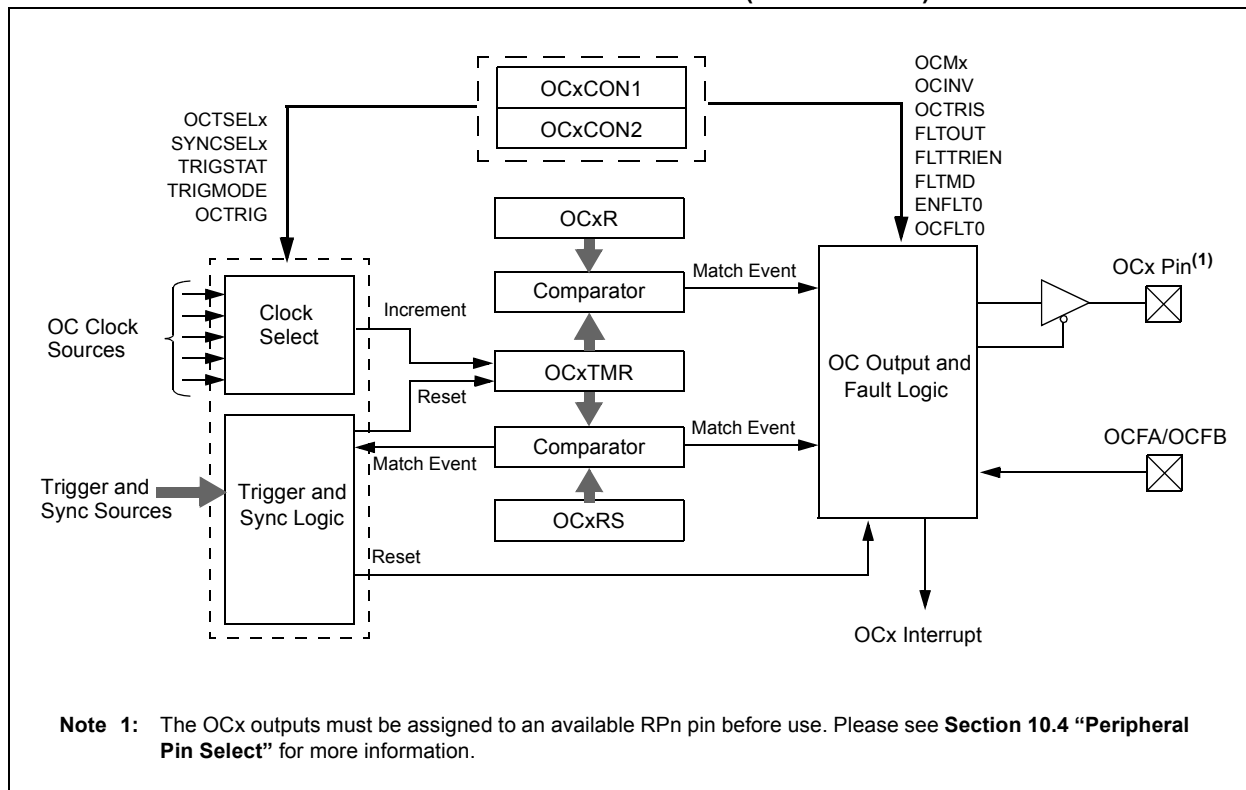 OCxCON1
OCxCON2
OCTSELx
SYNCSELx
TRIGSTAT
TRIGMODE
OCTRIG
OCMx
OCINV
OCTRIS
FLTOUT
FLTTRIEN
FLTMD
ENFLT0
OCFLT0
OCxR
Match Event
OCx Pin(1)
Comparator
Increment
Clock
Select
OC Clock
Sources
OCxTMR
OC Output and
Fault Logic
Reset
Match Event
Comparator
OCFA/OCFB
Match Event
Trigger and
Sync Sources
Trigger and
Sync Logic
OCxRS
Reset
OCx Interrupt
Note 1: The OCx outputs must be assigned to an available RPn pin before use. Please see Section 10.4 “Peripheral
Pin Select” for more information.